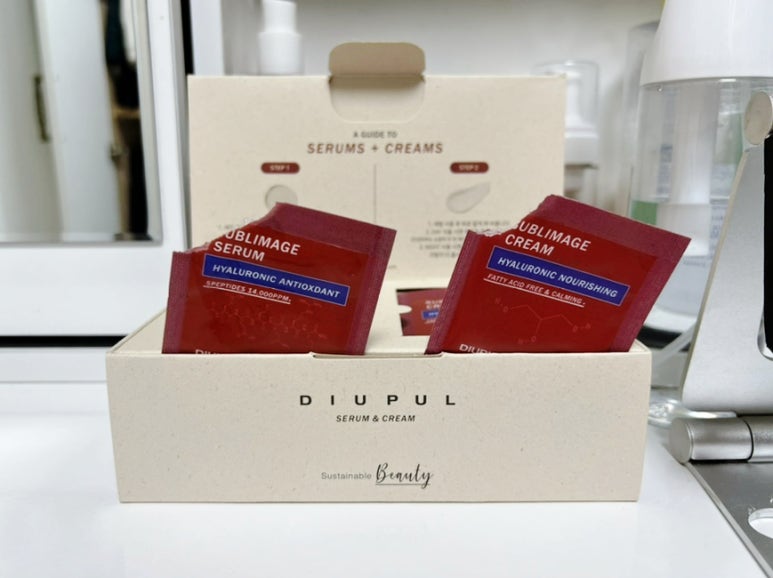 A GUIDE TO
SERUMS + CREAMS
STEP 1
STEP 2
UBLIMAGE
SERUM
HYALURONIC ANTIOXDANT
5PEPTIDES 14.000PPM.
UBLIMAGE
CREAM
HYALURONIC NOURISHING
FATTY ACID FREE & CALMING.
DIUPUL
SERUM & CREAM
Sustainable Beauty